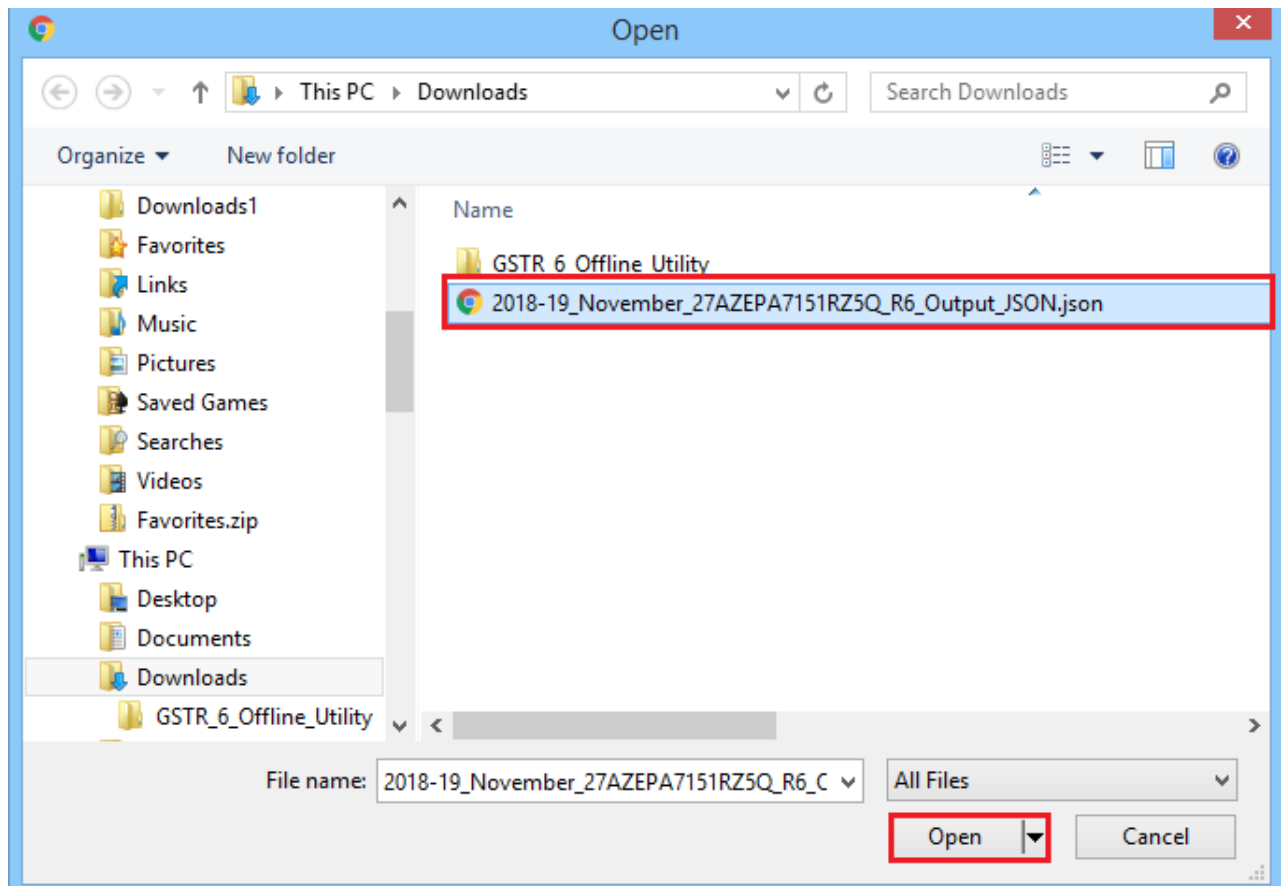 Open
This PC Downloads
Search Downloads
Organize
New folder
Downloads1
Favorites
Links
Music
Pictures
Saved Games
Searches
Videos
Favorites.zip
This PC
Desktop
Documents
Downloads
GSTR_6_Offline_Utility
Name
GSTR_6_Offline_Utility
2018-19_November_27AZEPA7151RZ5Q_R6_Output_JSON.json
File name: 2018-19_November_27AZEPA7151RZ5Q_R6_C
All Files
Open
Cancel